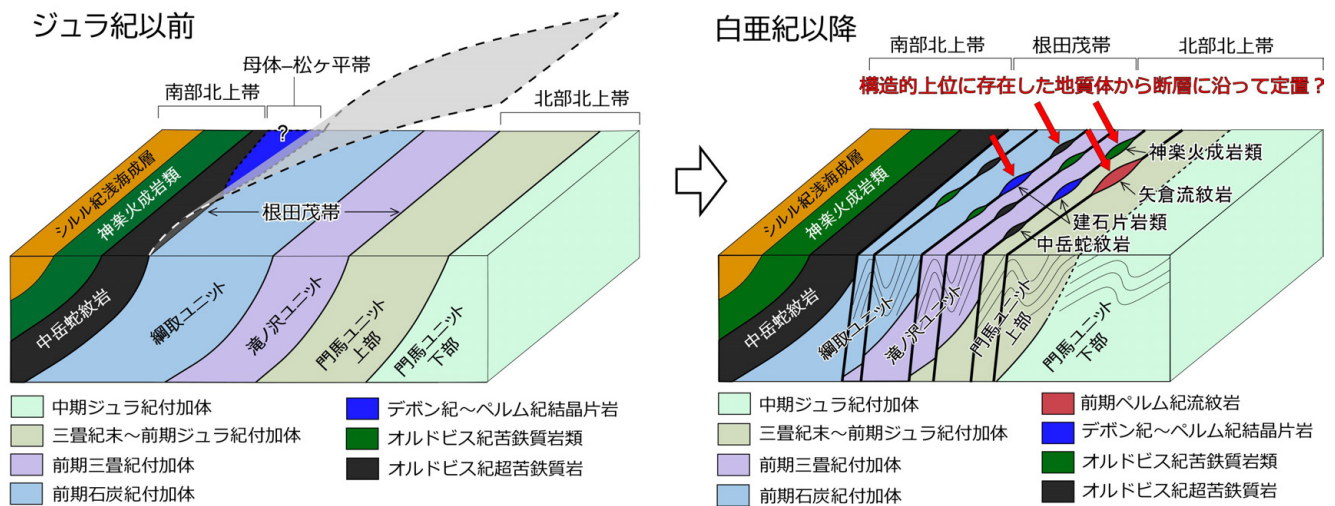 ジュラ紀以前
母体–松ヶ平帯
南部北上帯
北部北上帯
?
シルル紀浅海成層
神楽火成岩類
根田茂帯
中岳蛇紋岩
綱取ユニット
滝ノ沢ユニット
門馬ユニット
上部
門馬ユニット
下部
中期ジュラ紀付加体
三畳紀末〜前期ジュラ紀付加体
前期三畳紀付加体
前期石炭紀付加体
デボン紀〜ペルム紀結晶片岩
オルドビス紀苦鉄質岩類
オルドビス紀超苦鉄質岩
白亜紀以降
南部北上帯
根田茂帯
北部北上帯
構造的上位に存在した地質体から断層に沿って定置？
シルル紀浅海成層
神楽火成岩類
神楽火成岩類
矢倉流紋岩
建石片岩類
中岳蛇紋岩
中岳蛇紋岩
綱取ユニット
滝ノ沢ユニット
門馬ユニット
上部
門馬ユニット
下部
中期ジュラ紀付加体
三畳紀末〜前期ジュラ紀付加体
前期三畳紀付加体
前期石炭紀付加体
前期ペルム紀流紋岩
デボン紀〜ペルム紀結晶片岩
オルドビス紀苦鉄質岩類
オルドビス紀超苦鉄質岩